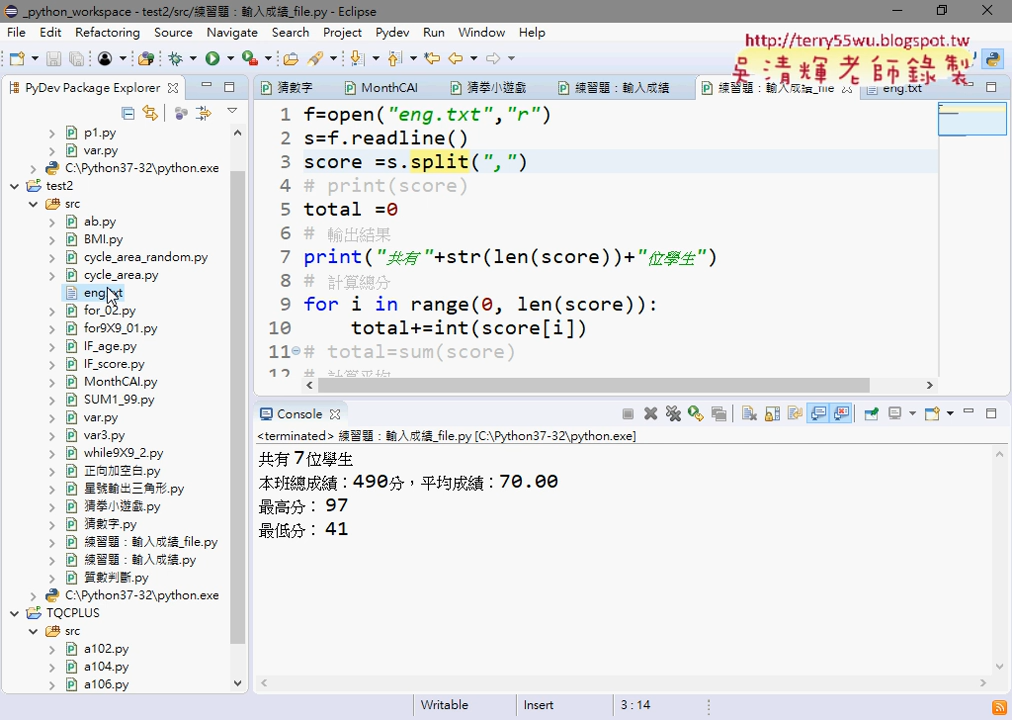 _python_workspace - test2/src/練習題：輸入成績_file.py - Eclipse
File Edit Refactoring Source Navigate Search Project Pydev Run Window Help
http://terry55wu.blogspot.tw
吳清輝老師錄製
PyDev Package Explorer
猜數字 MonthCAl 猜拳小遊戲 練習題：輸入成績 練習題：輸入成績_file eng.txt
p1.py
var.py
C:\Python37-32\python.exe
test2
src
ab.py
BMI.py
cycle_area_random.py
cycle_area.py
eng.txt
for_02.py
for9X9_01.py
IF_age.py
IF_score.py
MonthCAl.py
SUM1_99.py
var.py
var3.py
while9X9_2.py
正向加空白.py
星號輸出三角形.py
猜拳小遊戲.py
猜數字.py
練習題：輸入成績_file.py
練習題：輸入成績.py
質數判斷.py
C:\Python37-32\python.exe
TQCPLUS
src
a102.py
a104.py
a106.py
1 f=open("eng.txt","r")
2 s=f.readline()
3 score =s.split(",")
4 # print(score)
5 total =0
6 # 輸出結果
7 print("共有"+str(len(score))+"位學生")
8 # 計算總分
9 for i in range(0, len(score)):
10 total+=int(score[i])
11 # total=sum(score)
12 # 計算平均
Console
<terminated> 練習題：輸入成績_file.py [C:\Python37-32\python.exe]
共有7位學生
本班總成績：490分，平均成績：70.00
最高分： 97
最低分： 41
Writable Insert 3 : 14